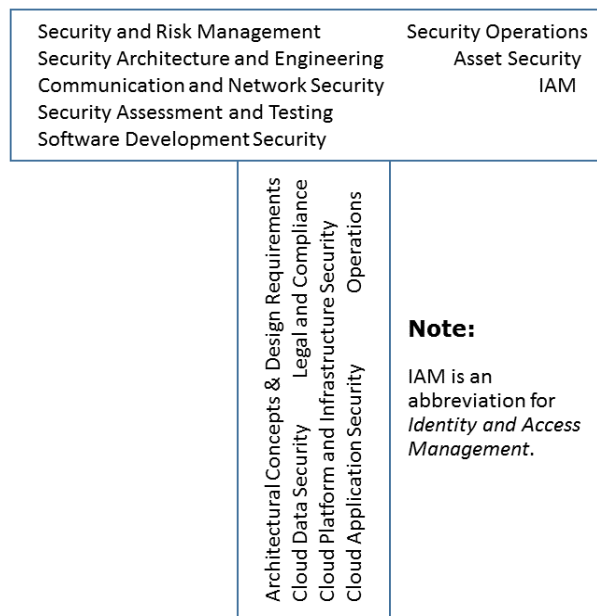 Security and Risk Management Security Operations
Security Architecture and Engineering Asset Security
Communication and Network Security IAM
Security Assessment and Testing
Software Development Security
Architectural Concepts & Design Requirements
Cloud Data Security Legal and Compliance
Cloud Platform and Infrastructure Security
Cloud Application Security Operations
Note:
IAM is an
abbreviation for
Identity and Access
Management.